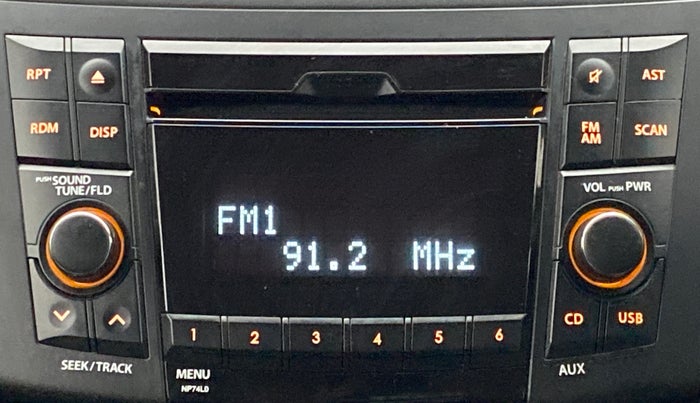 RPT
AST
RDM
DISP
FM
AM
SCAN
PUSH SOUND
TUNE/FLD
VOL PUSH PWR
FM1
91.2 MHz
CD
USB
1 2 3 4 5 6
SEEK/TRACK
MENU
AUX
NP74L0